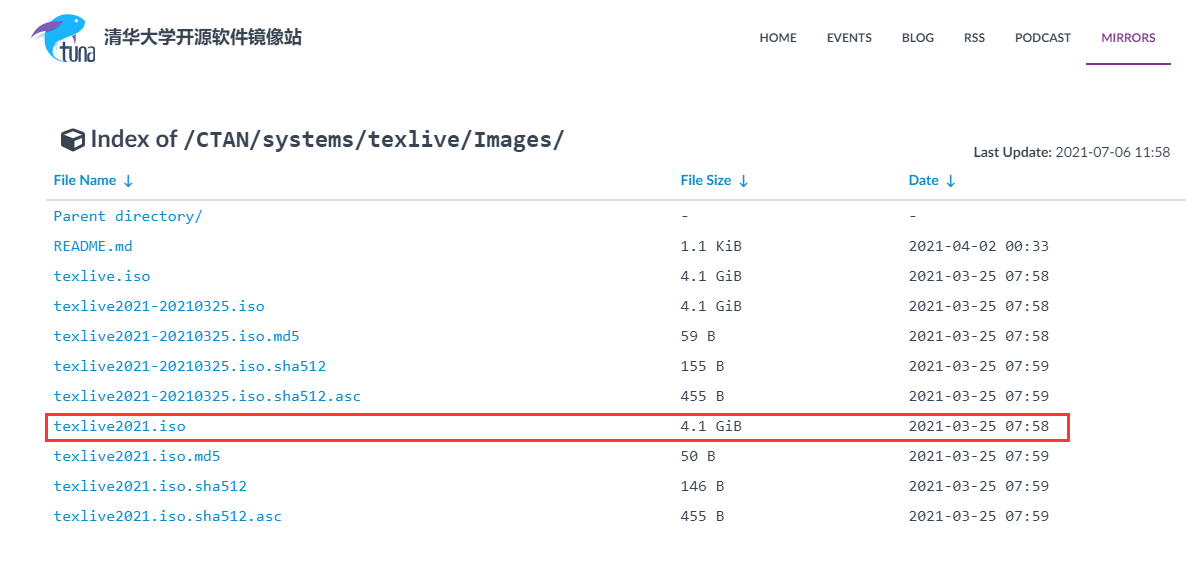 tuna 清华大学开源软件镜像站 HOME EVENTS BLOG RSS PODCAST MIRRORS
Index of /CTAN/systems/texlive/Images/
Last Update: 2021-07-06 11:58
File Name ↓ File Size ↓ Date ↓
Parent directory/ - -
README.md 1.1 KiB 2021-04-02 00:33
texlive.iso 4.1 GiB 2021-03-25 07:58
texlive2021-20210325.iso 4.1 GiB 2021-03-25 07:58
texlive2021-20210325.iso.md5 59 B 2021-03-25 07:58
texlive2021-20210325.iso.sha512 155 B 2021-03-25 07:59
texlive2021-20210325.iso.sha512.asc 455 B 2021-03-25 07:59
texlive2021.iso 4.1 GiB 2021-03-25 07:58
texlive2021.iso.md5 50 B 2021-03-25 07:59
texlive2021.iso.sha512 146 B 2021-03-25 07:59
texlive2021.iso.sha512.asc 455 B 2021-03-25 07:59